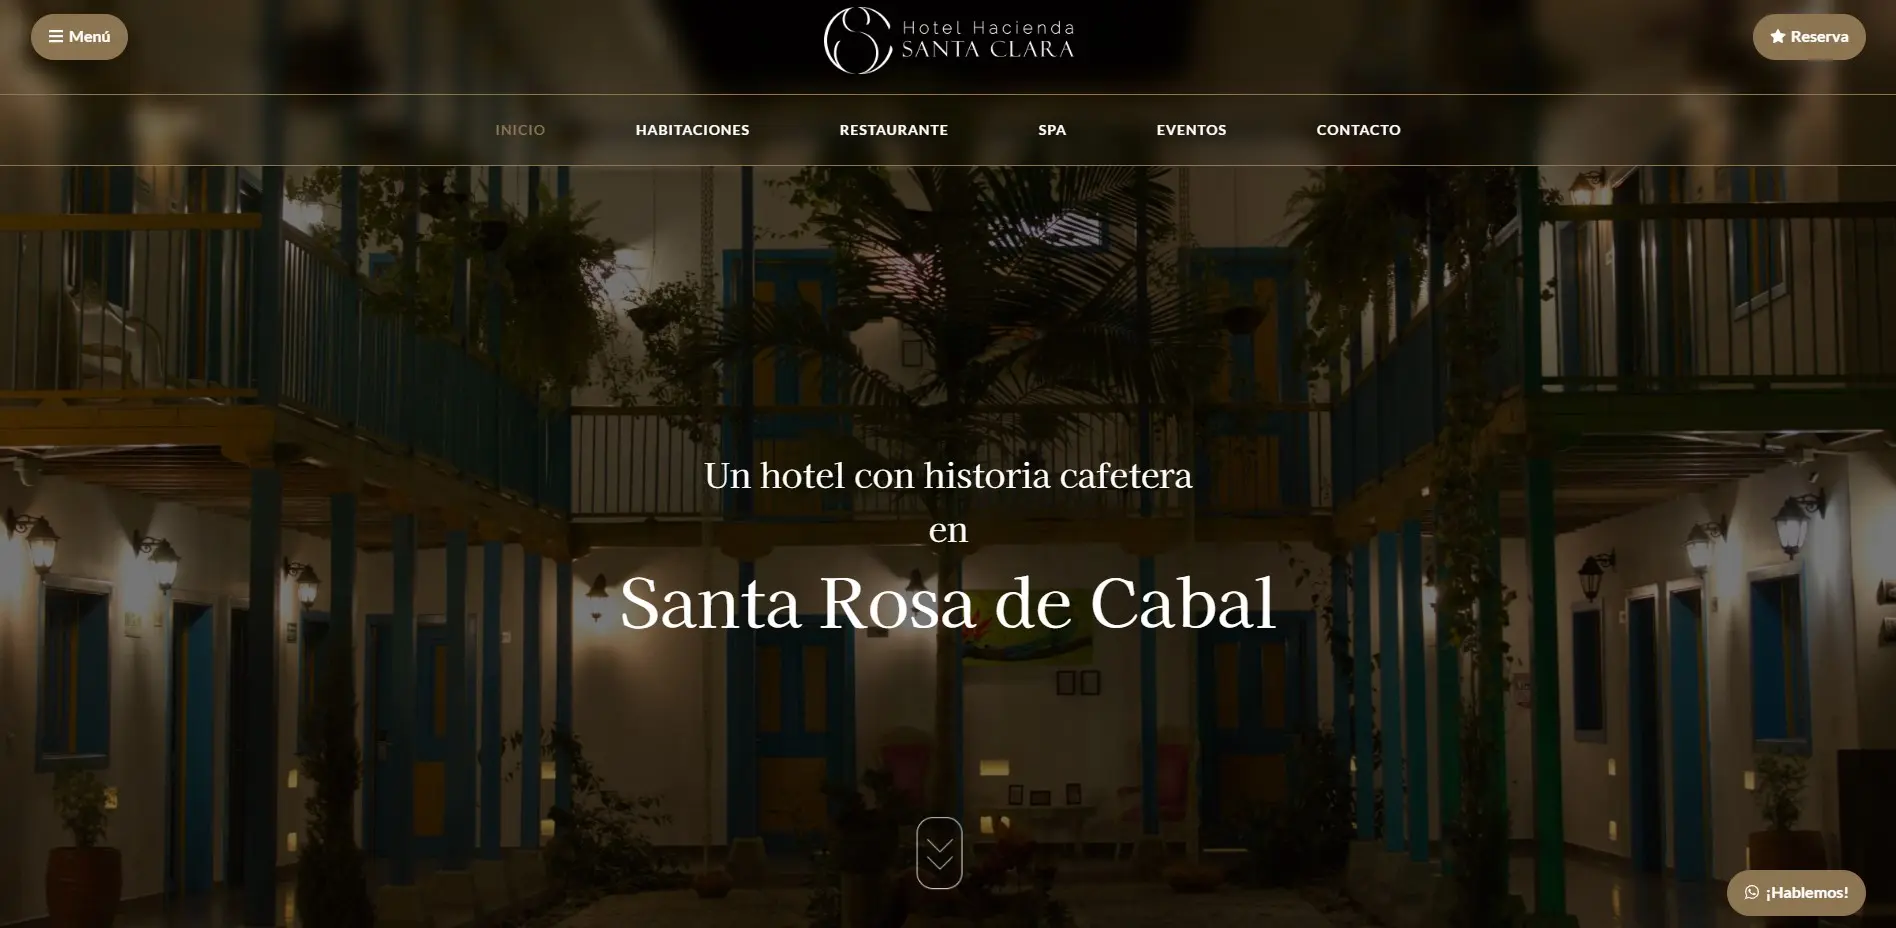 Menú
Hotel Hacienda
SANTA CLARA
Reserva
INICIO
HABITACIONES
RESTAURANTE
SPA
EVENTOS
CONTACTO
Un hotel con historia cafetera
en
Santa Rosa de Cabal
¡Hablemos!